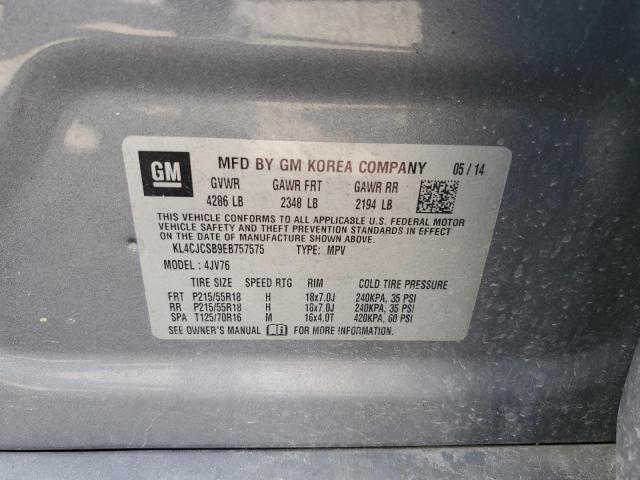 GM
MFD BY GM KOREA COMPANY 05/14
GVWR GAWR FRT GAWR RR
4286 LB 2348 LB 2194 LB
THIS VEHICLE CONFORMS TO ALL APPLICABLE U.S. FEDERAL MOTOR
VEHICLE SAFETY AND THEFT PREVENTION STANDARDS IN EFFECT
ON THE DATE OF MANUFACTURE SHOWN ABOVE.
KL4CJCSB9EB757575 TYPE: MPV
MODEL: 4JV76
TIRE SIZE SPEED RTG RIM COLD TIRE PRESSURE
FRT P215/55R18 H 18x7.0J 240KPA, 35 PSI
RR P215/55R18 H 18x7.0J 240KPA, 35 PSI
SPA T125/70R16 M 16x4.0T 420KPA, 60 PSI
SEE OWNER'S MANUAL FOR MORE INFORMATION.